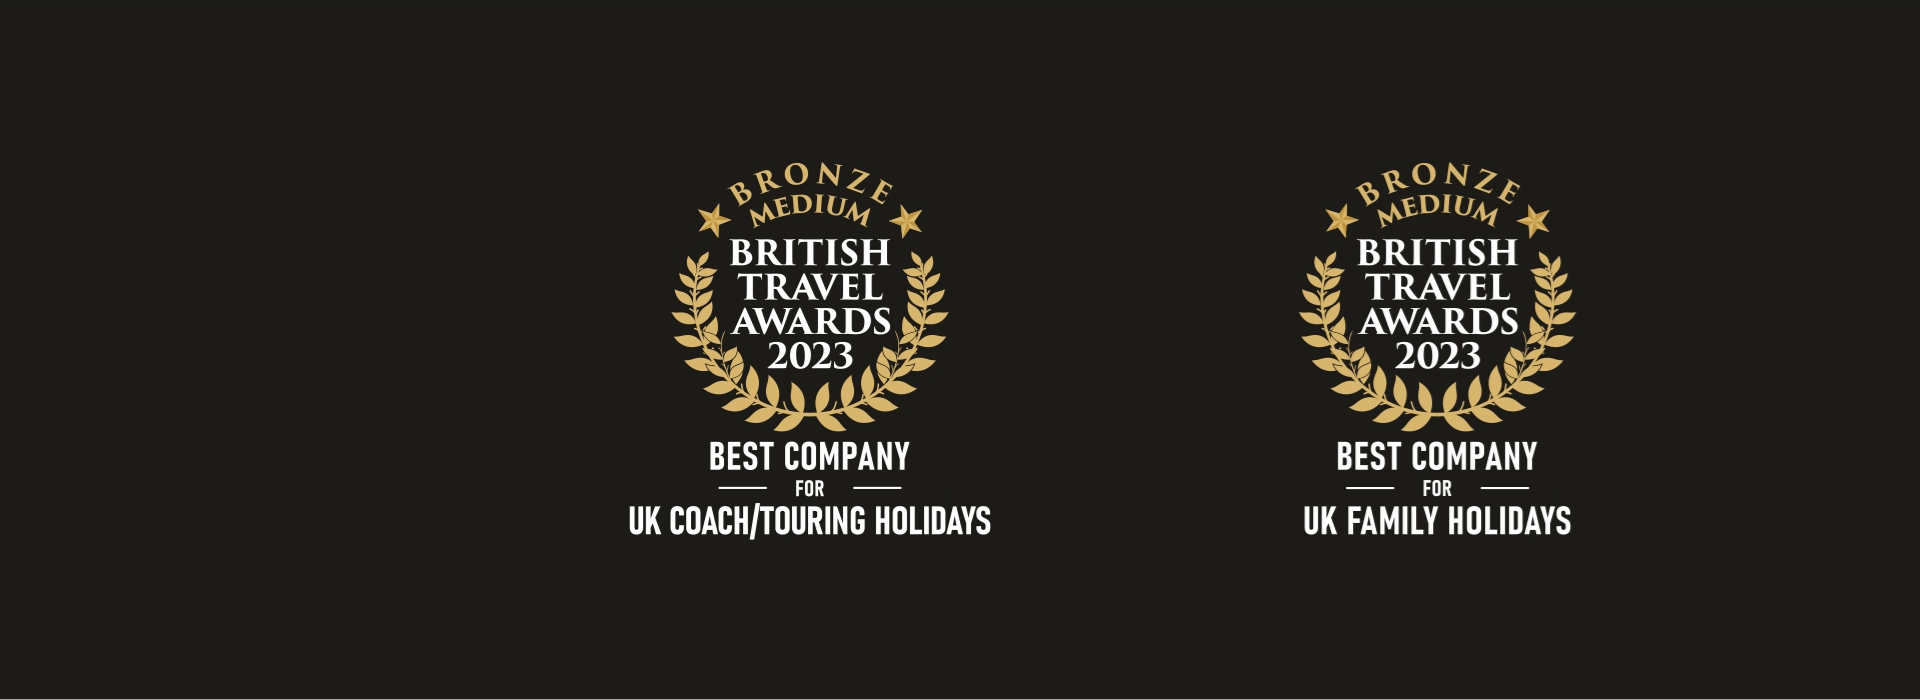 BRONZE
MEDIUM
BRITISH
TRAVEL
AWARDS
2023
BEST COMPANY
FOR
UK COACH/TOURING HOLIDAYS
BRONZE
MEDIUM
BRITISH
TRAVEL
AWARDS
2023
BEST COMPANY
FOR
UK FAMILY HOLIDAYS